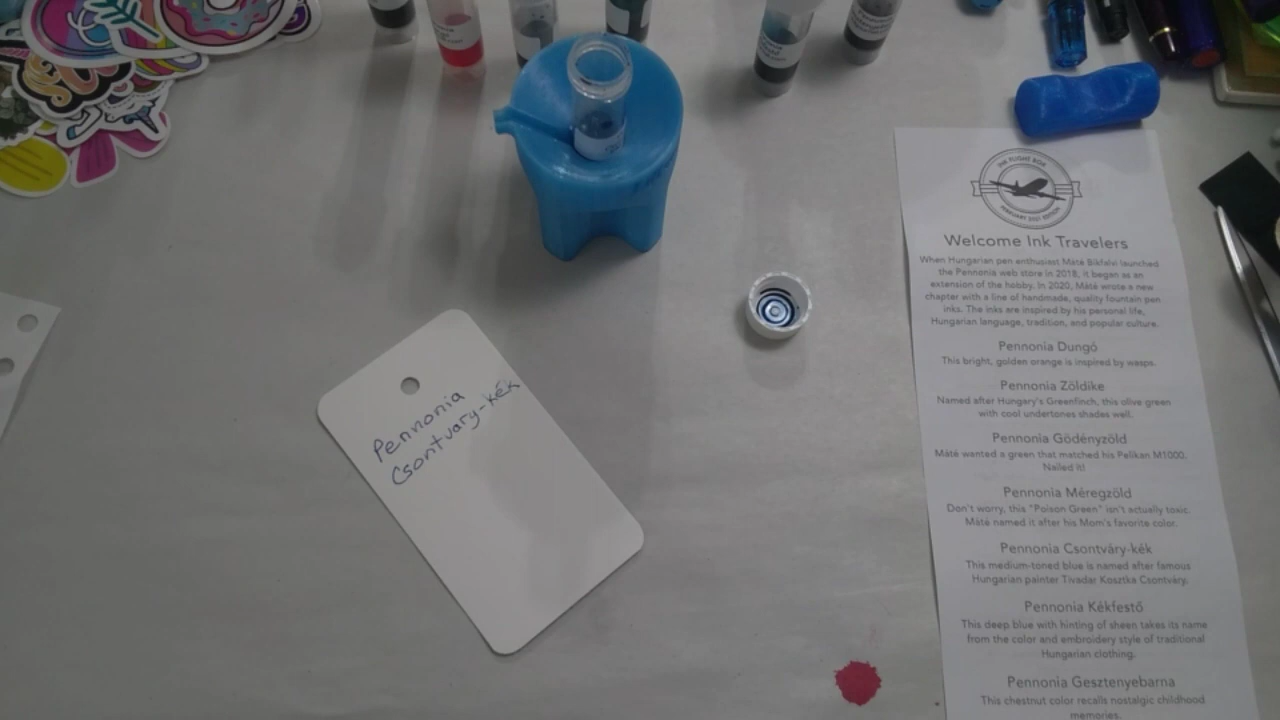 Pennonia
Csontvary-kék
INK FLIGHT BOX
FEBRUARY 2021 EDITION
Welcome Ink Travelers
When Hungarian pen enthusiast Máté Bikfalvi launched
the Pennonia web store in 2018, it began as an
extension of the hobby. In 2020, Máté wrote a new
chapter with a line of handmade, quality fountain pen
inks. The inks are inspired by his personal life,
Hungarian language, tradition, and popular culture.
Pennonia Dungó
This bright, golden orange is inspired by wasps.
Pennonia Zöldike
Named after Hungary's Greenfinch, this olive green
with cool undertones shades well.
Pennonia Gödényzöld
Máté wanted a green that matched his Pelikan M1000.
Nailed it!
Pennonia Méregzöld
Don't worry, this "Poison Green" isn't actually toxic.
Máté named it after his Mom's favorite color.
Pennonia Csontváry-kék
This medium-toned blue is named after famous
Hungarian painter Tivadar Kosztka Csontváry.
Pennonia Kékfestő
This deep blue with hinting of sheen takes its name
from the color and embroidery style of traditional
Hungarian clothing.
Pennonia Gesztenyebarna
This chestnut color recalls nostalgic childhood
memories.